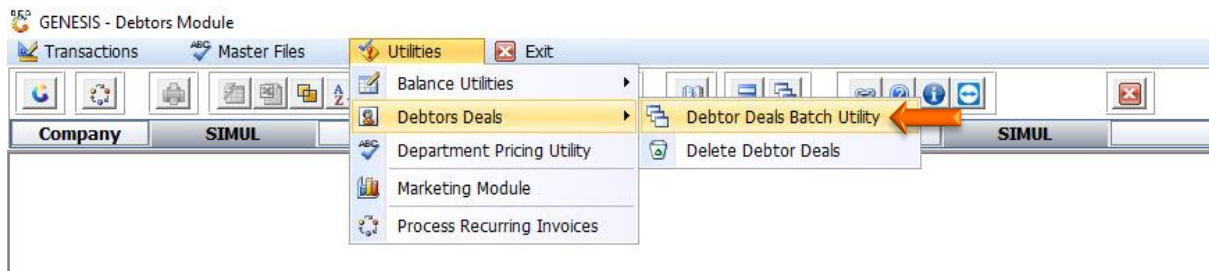 GENESIS - Debtors Module
Transactions Master Files Utilities Exit
Balance Utilities
Debtors Deals
Debtor Deals Batch Utility
Company SIMUL SIMUL
Department Pricing Utility
Delete Debtor Deals
Marketing Module
Process Recurring Invoices